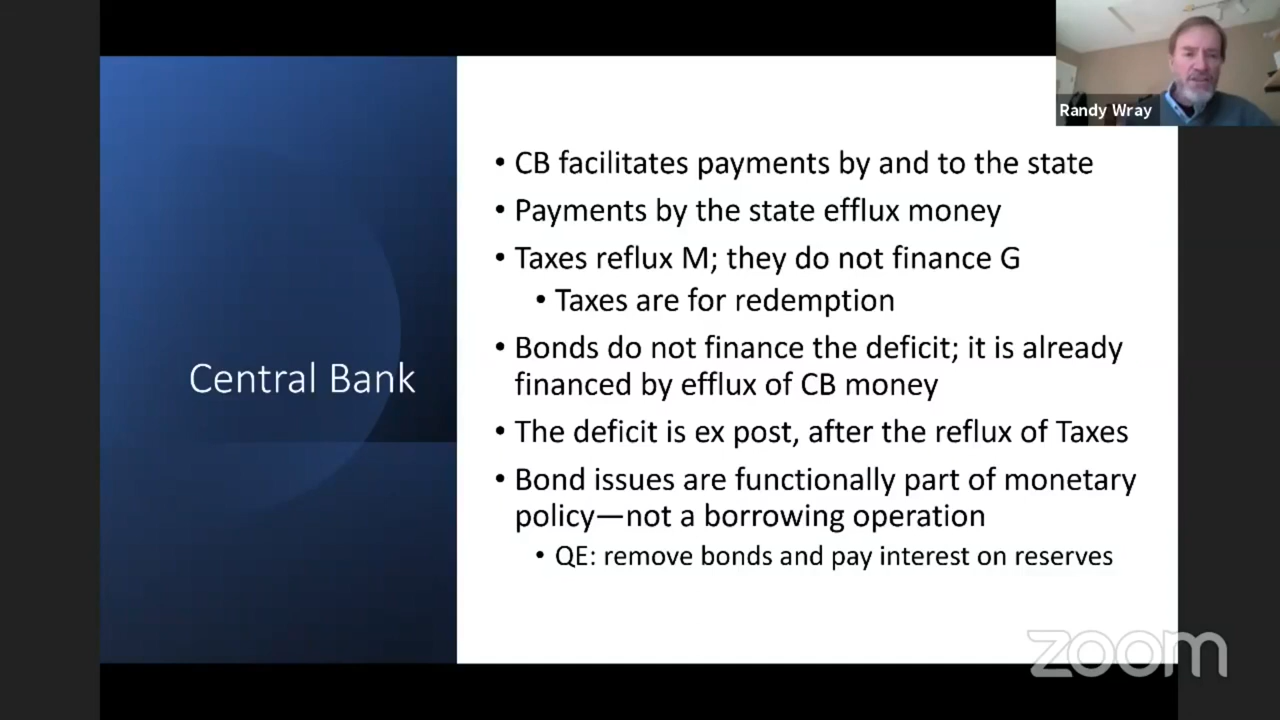 Randy Wray
Central Bank
• CB facilitates payments by and to the state
• Payments by the state efflux money
• Taxes reflux M; they do not finance G
• Taxes are for redemption
• Bonds do not finance the deficit; it is already
financed by efflux of CB money
• The deficit is ex post, after the reflux of Taxes
• Bond issues are functionally part of monetary
policy—not a borrowing operation
• QE: remove bonds and pay interest on reserves
zoom